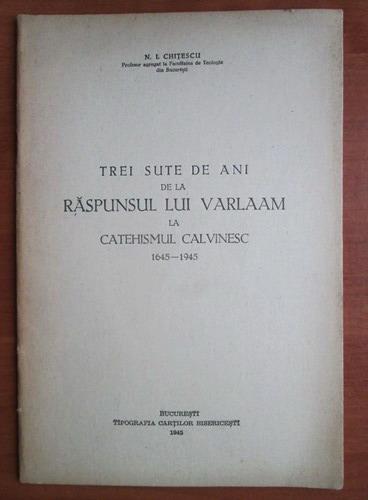 N. I. CHIȚESCU
Profesor agregat la Facultatea de Teologie
din București
TREI SUTE DE ANI
DE LA
RĂSPUNSUL LUI VARLAAM
LA
CATEHISMUL CALVINESC
1645—1945
BUCUREȘTI
TIPOGRAFIA CĂRȚILOR BISERICEȘTI
1945